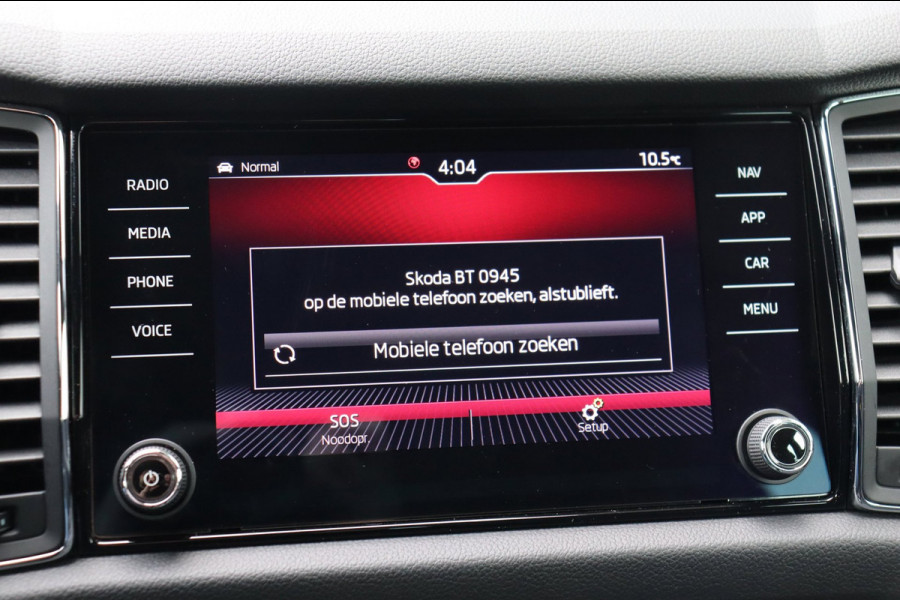 Normal
4:04
10.5°C
RADIO
MEDIA
PHONE
VOICE
NAV
APP
CAR
MENU
Skoda BT 0945
op de mobiele telefoon zoeken, alstublieft.
Mobiele telefoon zoeken
SOS
Noodopr.
Setup